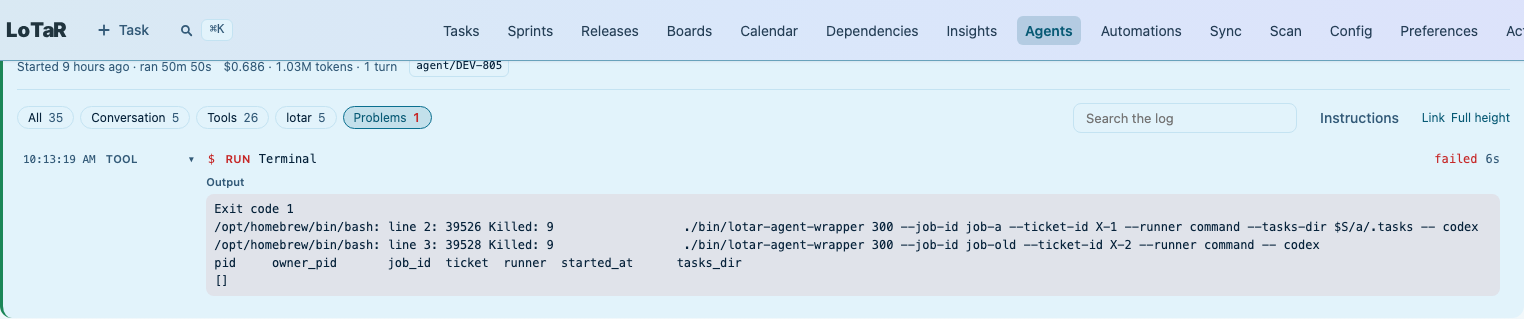 LoTaR + Task ⌘K Tasks Sprints Releases Boards Calendar Dependencies Insights Agents Automations Sync Scan Config Preferences
Started 9 hours ago · ran 50m 50s $0.686 · 1.03M tokens · 1 turn agent/DEV-805
All 35 Conversation 5 Tools 26 lotar 5 Problems 1 Search the log Instructions Link Full height
10:13:19 AM TOOL ▾ $ RUN Terminal failed 6s
Output
Exit code 1
/opt/homebrew/bin/bash: line 2: 39526 Killed: 9 ./bin/lotar-agent-wrapper 300 --job-id job-a --ticket-id X-1 --runner command --tasks-dir $S/a/.tasks -- codex
/opt/homebrew/bin/bash: line 3: 39528 Killed: 9 ./bin/lotar-agent-wrapper 300 --job-id job-old --ticket-id X-2 --runner command -- codex
pid owner_pid job_id ticket runner started_at tasks_dir
[]